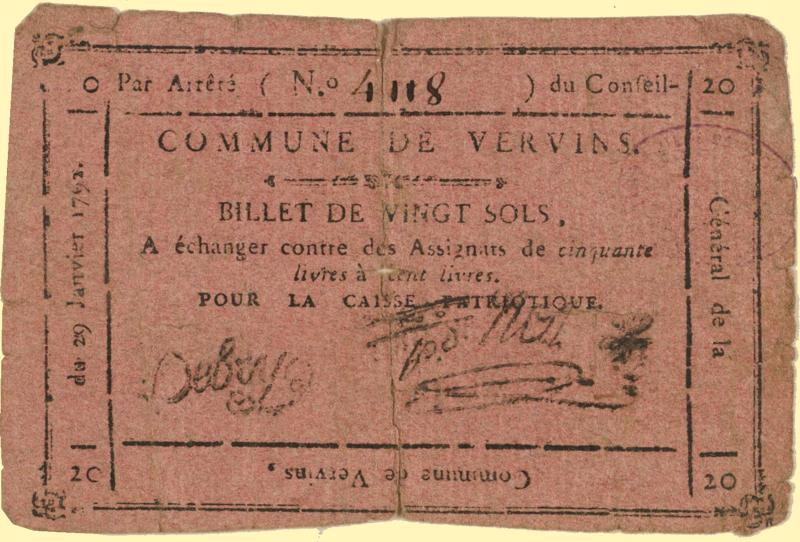 0 Par Arrêté ( N.º 4118 ) du Conseil- 20
Général de la
20 Commune de Vervins, 20
du 29 Janvier 1792.
COMMUNE DE VERVINS.
BILLET DE VINGT SOLS,
A échanger contre des Assignats de cinquante
livres à cent livres.
POUR LA CAISSE PATRIOTIQUE.